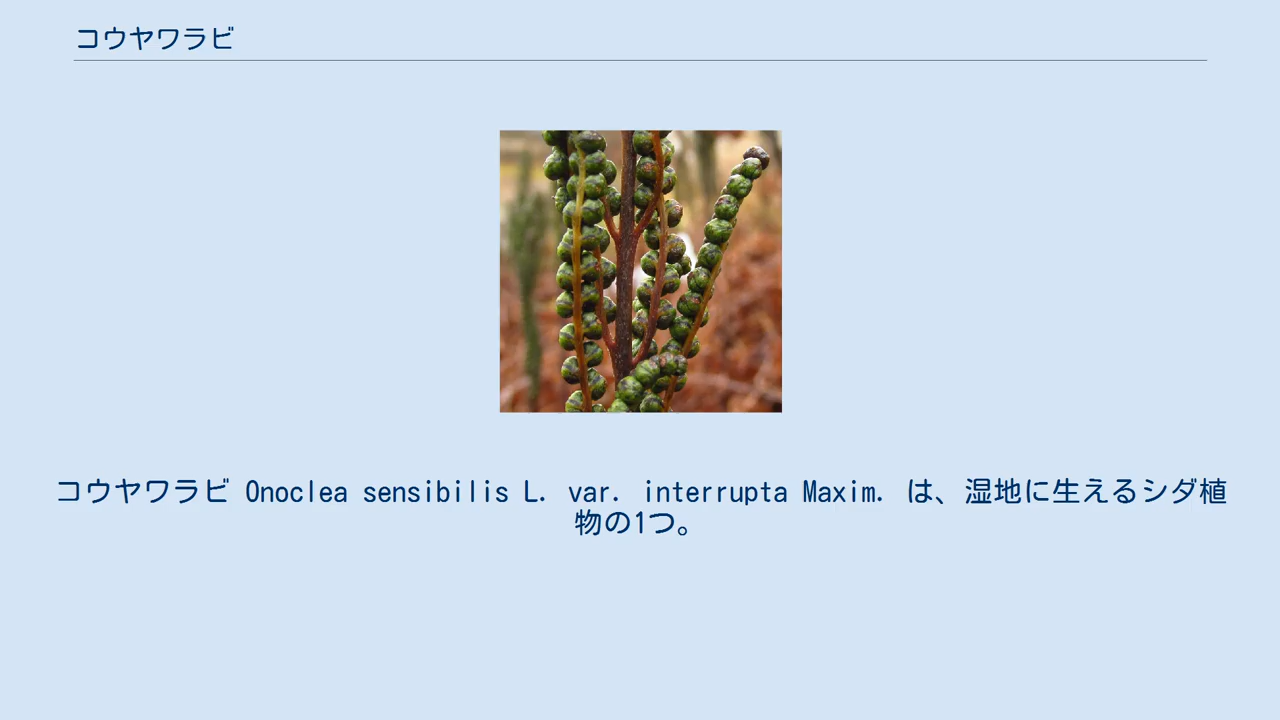 コウヤワラビ
コウヤワラビ Onoclea sensibilis L. var. interrupta Maxim. は、湿地に生えるシダ植
物の1つ。